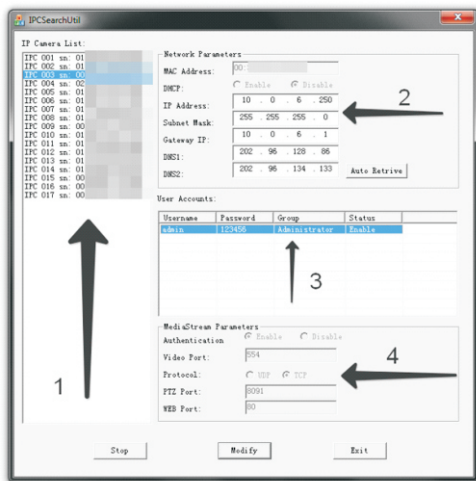 IPCSearchUtil
IP Camera List:
IPC 001 sn: 01
IPC 002 sn: 01
IPC 003 sn: 00
IPC 004 sn: 02
IPC 005 sn: 01
IPC 006 sn: 01
IPC 007 sn: 01
IPC 008 sn: 01
IPC 009 sn: 00
IPC 010 sn: 01
IPC 011 sn: 01
IPC 012 sn: 01
IPC 013 sn: 01
IPC 014 sn: 01
IPC 015 sn: 00
IPC 016 sn: 00
IPC 017 sn: 00
1
Network Parameters
MAC Address: 00:
DHCP: Enable Disable
IP Address: 10 . 0 . 6 . 250
Subnet Mask: 255 . 255 . 255 . 0
Gateway IP: 10 . 0 . 6 . 1
DNS1: 202 . 96 . 128 . 86
DNS2: 202 . 96 . 134 . 133
Auto Retrive
2
User Accounts:
Username Password Group Status
admin 123456 Administrator Enable
3
MediaStream Parameters
Authentication Enable Disable
Video Port: 554
Protocol: UDP TCP
PTZ Port: 8091
WEB Port: 80
4
Stop Modify Exit